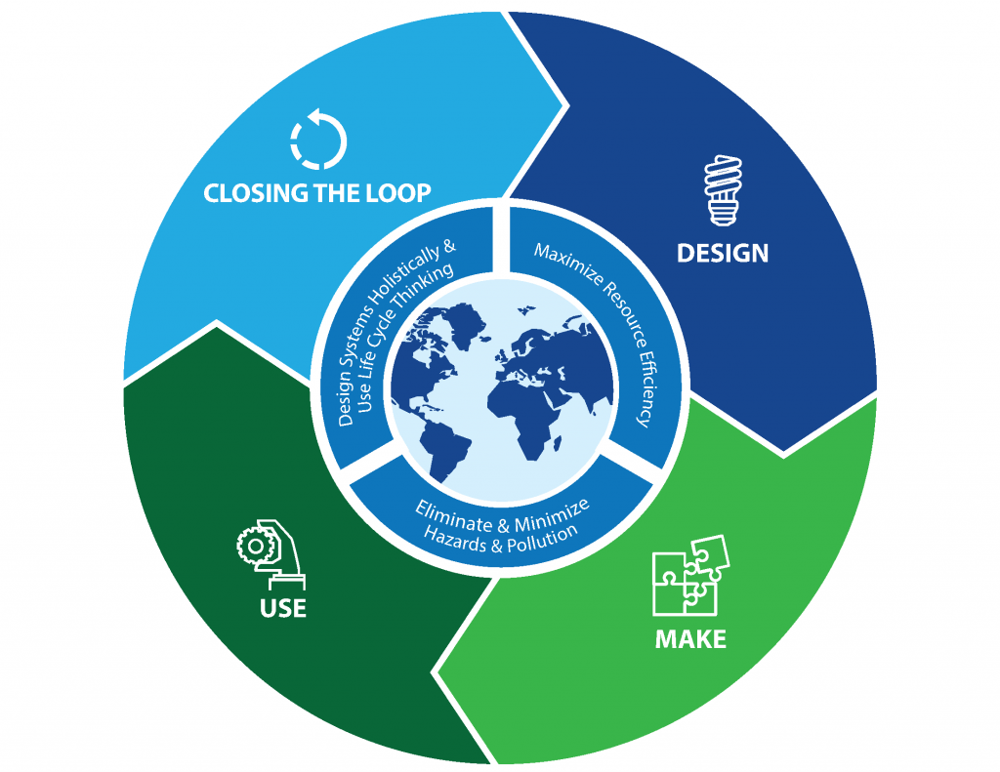 CLOSING THE LOOP
DESIGN
MAKE
USE
Design Systems Holistically &
Use Life Cycle Thinking
Maximize Resource Efficiency
Eliminate & Minimize
Hazards & Pollution